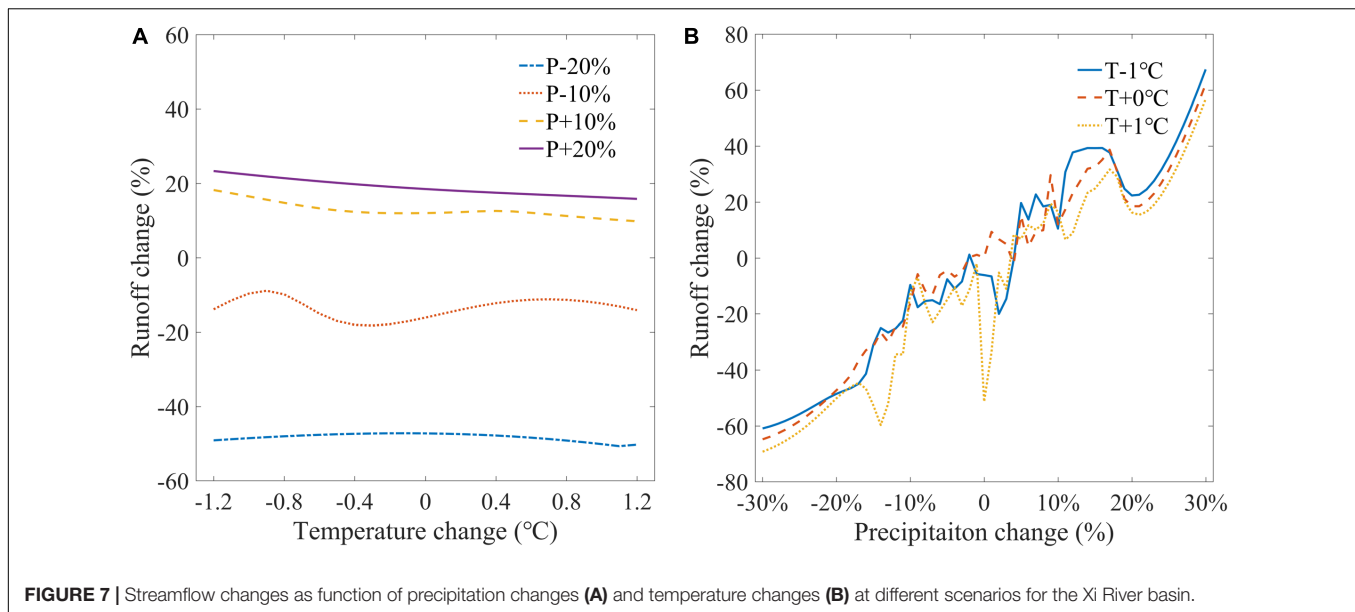 A
60
40
20
0
-20
-40
-60
Runoff change (%)
P-20%
P-10%
P+10%
P+20%
-1.2 -0.8 -0.4 0 0.4 0.8 1.2
Temperature change (°C)
B
80
60
40
20
0
-20
-40
-60
-80
Runoff change (%)
T-1°C
T+0°C
T+1°C
-30% -20% -10% 0 10% 20% 30%
Precipitaiton change (%)
FIGURE 7 | Streamflow changes as function of precipitation changes (A) and temperature changes (B) at different scenarios for the Xi River basin.